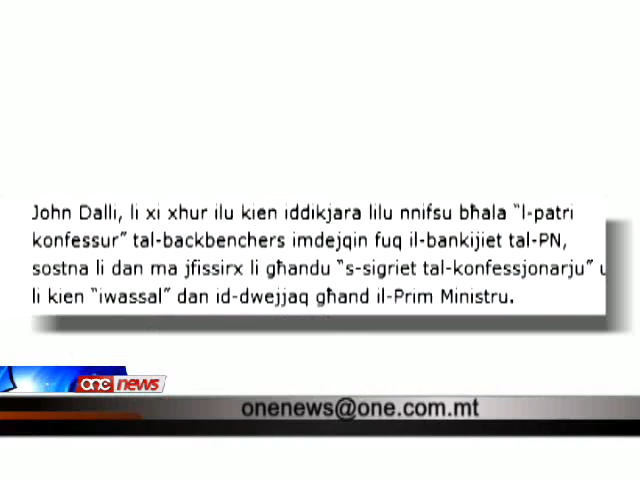 John Dalli, li xi xhur ilu kien iddikjara lilu nnifsu bħala “l-patri
konfessur” tal-backbenchers imdejqin fuq il-bankijiet tal-PN,
sostna li dan ma jfissirx li għandu “s-sigriet tal-konfessjonarju” u
li kien “iwassal” dan id-dwejjaq għand il-Prim Ministru.
one news
onenews@one.com.mt